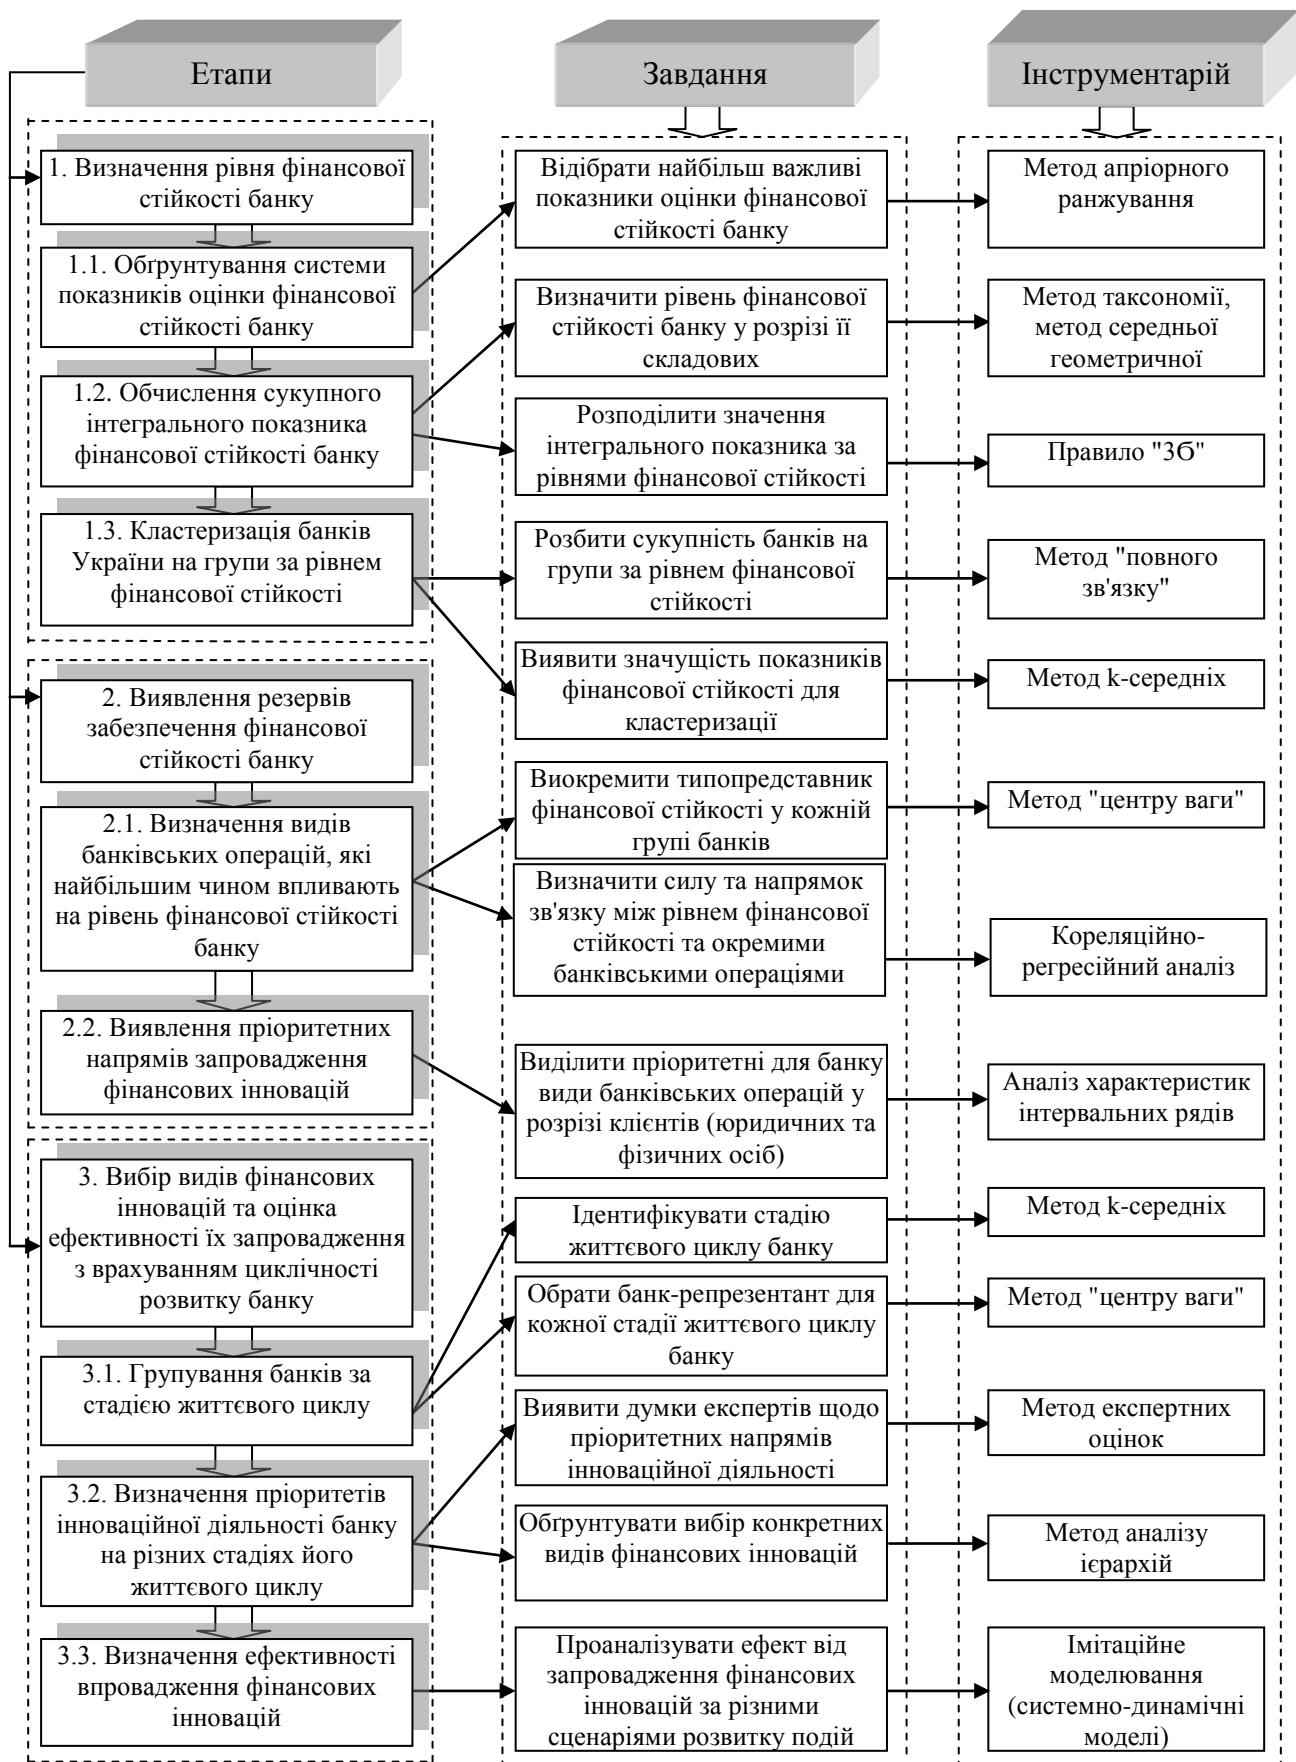 Етапи
Завдання
Інструментарій
1. Визначення рівня фінансової
стійкості банку
1.1. Обґрунтування системи
показників оцінки фінансової
стійкості банку
1.2. Обчислення сукупного
інтегрального показника
фінансової стійкості банку
1.3. Кластеризація банків
України на групи за рівнем
фінансової стійкості
2. Виявлення резервів
забезпечення фінансової
стійкості банку
2.1. Визначення видів
банківських операцій, які
найбільшим чином впливають
на рівень фінансової стійкості
банку
2.2. Виявлення пріоритетних
напрямів запровадження
фінансових інновацій
3. Вибір видів фінансових
інновацій та оцінка
ефективності їх запровадження
з врахуванням циклічності
розвитку банку
3.1. Групування банків за
стадією життєвого циклу
3.2. Визначення пріоритетів
інноваційної діяльності банку
на різних стадіях його
життєвого циклу
3.3. Визначення ефективності
впровадження фінансових
інновацій
Відібрати найбільш важливі
показники оцінки фінансової
стійкості банку
Визначити рівень фінансової
стійкості банку у розрізі її
складових
Розподілити значення
інтегрального показника за
рівнями фінансової стійкості
Розбити сукупність банків на
групи за рівнем фінансової
стійкості
Виявити значущість показників
фінансової стійкості для
кластеризації
Виокремити типопредставник
фінансової стійкості у кожній
групі банків
Визначити силу та напрямок
зв'язку між рівнем фінансової
стійкості та окремими
банківськими операціями
Виділити пріоритетні для банку
види банківських операцій у
розрізі клієнтів (юридичних та
фізичних осіб)
Ідентифікувати стадію
життєвого циклу банку
Обрати банк-репрезентант для
кожної стадії життєвого циклу
банку
Виявити думки експертів щодо
пріоритетних напрямів
інноваційної діяльності
Обґрунтувати вибір конкретних
видів фінансових інновацій
Проаналізувати ефект від
запровадження фінансових
інновацій за різними
сценаріями розвитку подій
Метод апріорного
ранжування
Метод таксономії,
метод середньої
геометричної
Правило "3б"
Метод "повного
зв'язку"
Метод k-середніх
Метод "центру ваги"
Кореляційно-
регресійний аналіз
Аналіз характеристик
інтервальних рядів
Метод k-середніх
Метод "центру ваги"
Метод експертних
оцінок
Метод аналізу
ієрархій
Імітаційне
моделювання
(системно-динамічні
моделі)